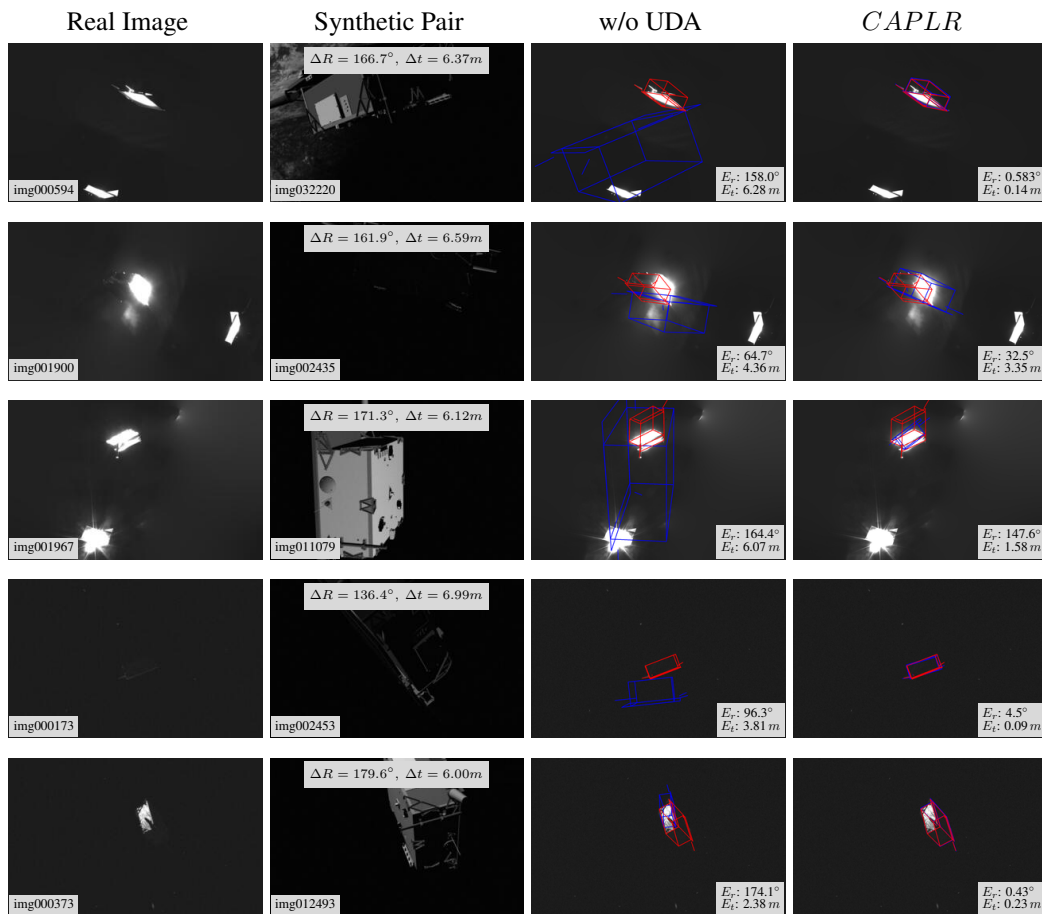 Real Image Synthetic Pair w/o UDA CAPLR
ΔR = 166.7°, Δt = 6.37m
img000594 img032220
E_r: 158.0°
E_t: 6.28 m
E_r: 0.583°
E_t: 0.14 m
ΔR = 161.9°, Δt = 6.59m
img001900 img002435
E_r: 64.7°
E_t: 4.36 m
E_r: 32.5°
E_t: 3.35 m
ΔR = 171.3°, Δt = 6.12m
img001967 img011079
E_r: 164.4°
E_t: 6.07 m
E_r: 147.6°
E_t: 1.58 m
ΔR = 136.4°, Δt = 6.99m
img000173 img002453
E_r: 96.3°
E_t: 3.81 m
E_r: 4.5°
E_t: 0.09 m
ΔR = 179.6°, Δt = 6.00m
img000373 img012493
E_r: 174.1°
E_t: 2.38 m
E_r: 0.43°
E_t: 0.23 m